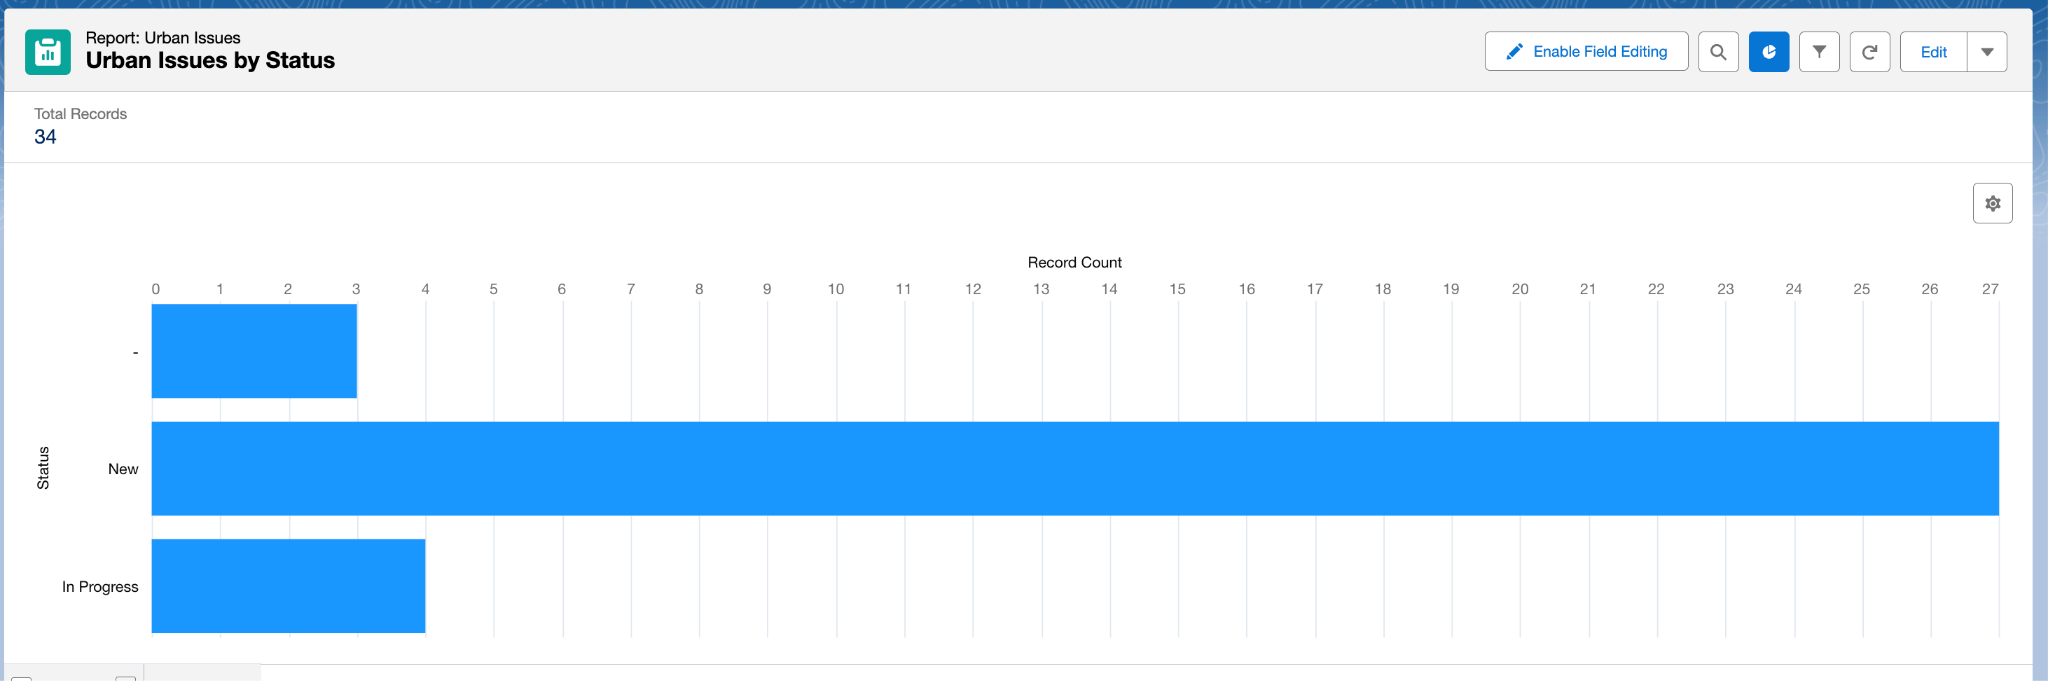 Report: Urban Issues
Urban Issues by Status
Enable Field Editing
Edit
Total Records
34
Record Count
0 1 2 3 4 5 6 7 8 9 10 11 12 13 14 15 16 17 18 19 20 21 22 23 24 25 26 27
-
Status
New
In Progress